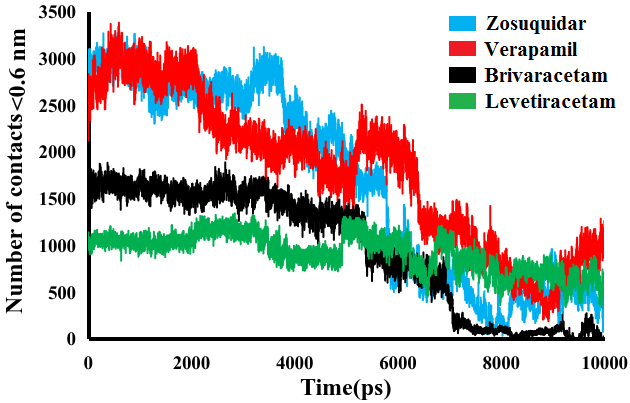 Number of contacts<0.6 nm
3500
3000
2500
2000
1500
1000
500
0
Zosuquidar
Verapamil
Brivaracetam
Levetiracetam
0 2000 4000 6000 8000 10000
Time(ps)